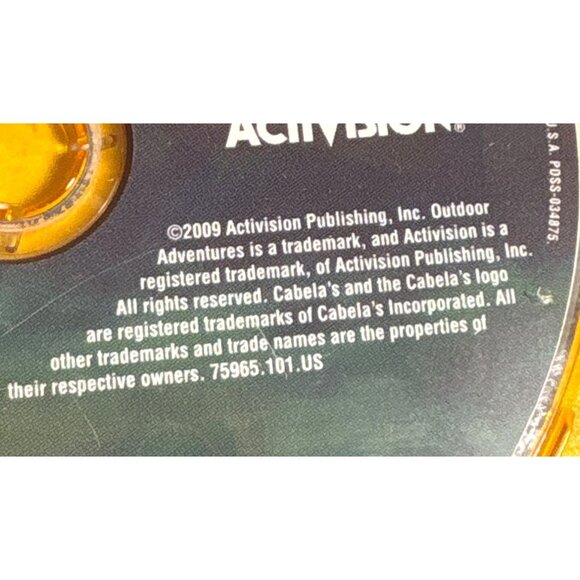 ACTIVISION®
U.S.A. PDSS-034875.
©2009 Activision Publishing, Inc. Outdoor
Adventures is a trademark, and Activision is a
registered trademark, of Activision Publishing, Inc.
All rights reserved. Cabela's and the Cabela's logo
are registered trademarks of Cabela's Incorporated. All
other trademarks and trade names are the properties of
their respective owners. 75965.101.US